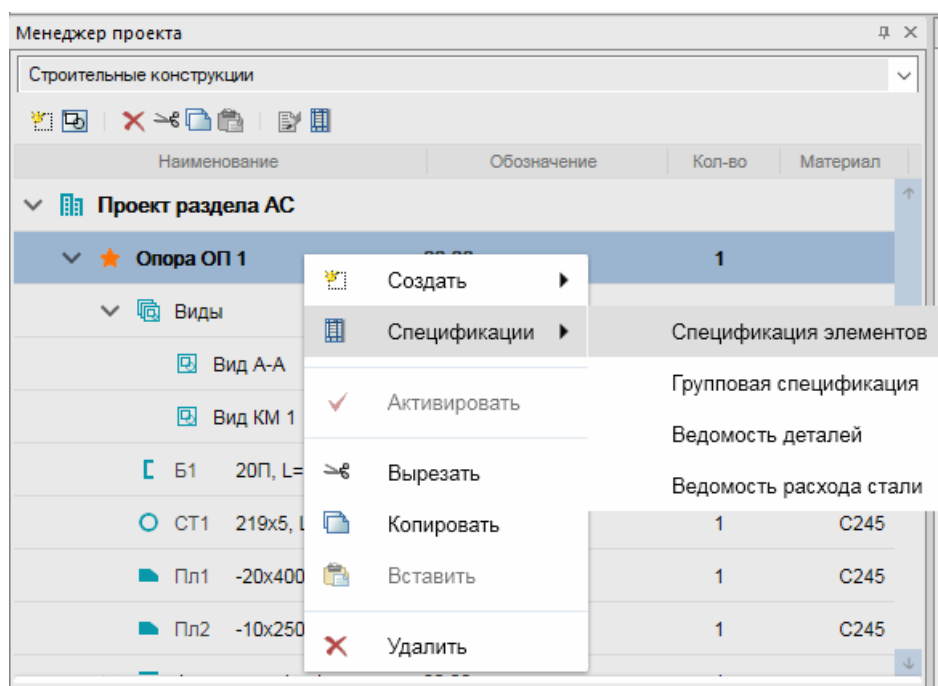 Менеджер проекта
Строительные конструкции
Наименование Обозначение Кол-во Материал
Проект раздела АС
Опора ОП 1 1
Создать
Виды
Спецификации Спецификация элементов
Вид А-А
Групповая спецификация
Активировать
Вид КМ 1
Ведомость деталей
Б1 20П, L=
Вырезать
Ведомость расхода стали
СТ1 219х5, L
Копировать
1 С245
Пл1 -20х400
Вставить
1 С245
Пл2 -10х250
1 С245
Удалить